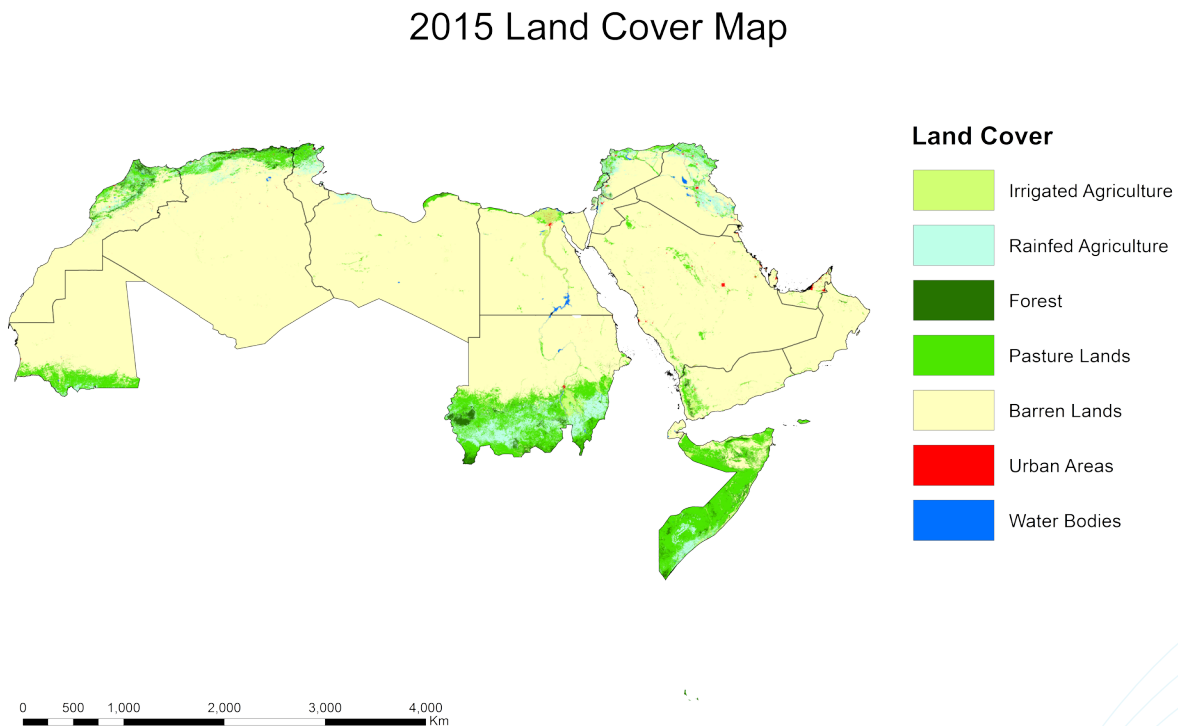 2015 Land Cover Map
Land Cover
Irrigated Agriculture
Rainfed Agriculture
Forest
Pasture Lands
Barren Lands
Urban Areas
Water Bodies
0 500 1,000 2,000 3,000 4,000
Km